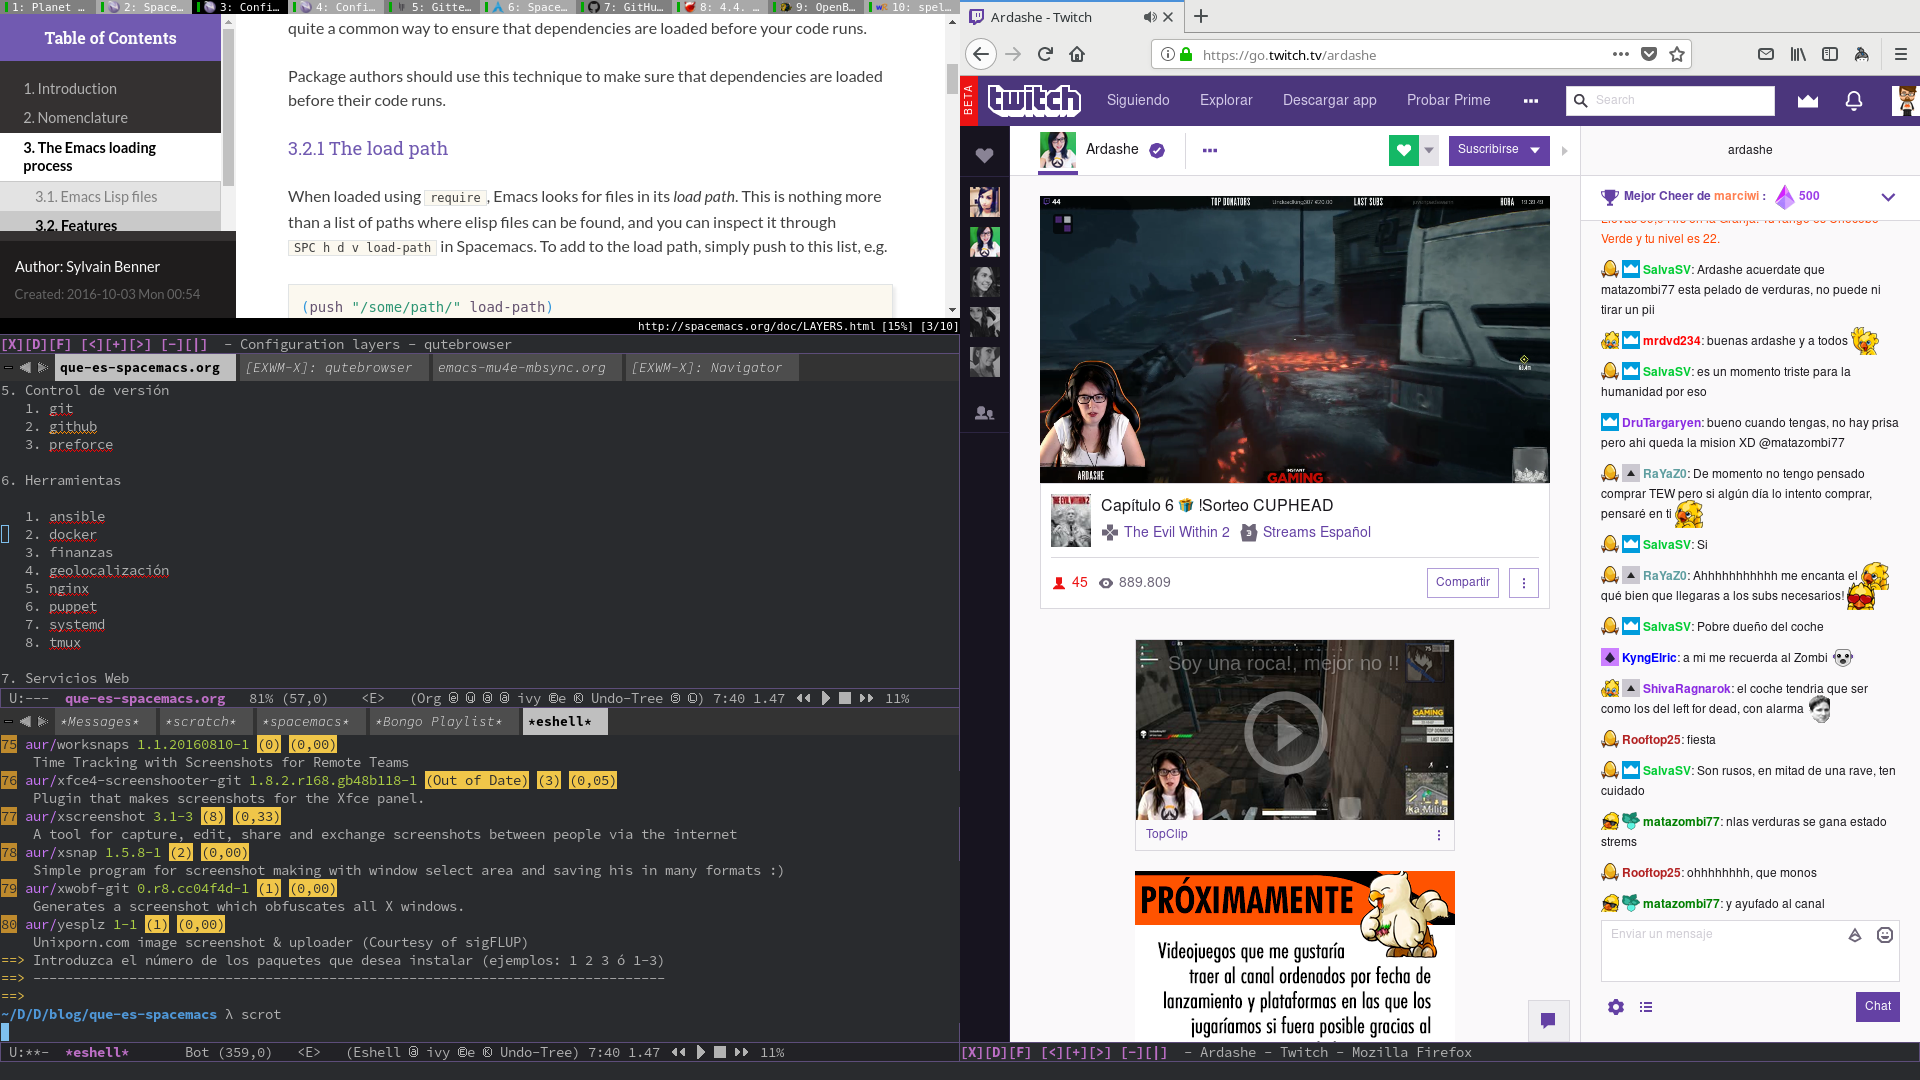 1: Planet …
2: Space…
3: Confi…
4: Confi…
5: Gitte…
6: Space…
7: GitHu…
8: 4.4. …
9: OpenB…
10: spel…
Table of Contents
1. Introduction
2. Nomenclature
3. The Emacs loading
process
3.1. Emacs Lisp files
3.2. Features
Author: Sylvain Benner
Created: 2016-10-03 Mon 00:54
quite a common way to ensure that dependencies are loaded before your code runs.
Package authors should use this technique to make sure that dependencies are loaded
before their code runs.
3.2.1 The load path
When loaded using require, Emacs looks for files in its load path. This is nothing more
than a list of paths where elisp files can be found, and you can inspect it through
SPC h d v load-path in Spacemacs. To add to the load path, simply push to this list, e.g.
(push "/some/path/" load-path)
http://spacemacs.org/doc/LAYERS.html [15%] [3/10]
[X][D][F] [<][+][>] [-][|] - Configuration layers - qutebrowser
que-es-spacemacs.org [EXWM-X]: qutebrowser emacs-mu4e-mbsync.org [EXWM-X]: Navigator
5. Control de versión
1. git
2. github
3. preforce
6. Herramientas
1. ansible
2. docker
3. finanzas
4. geolocalización
5. nginx
6. puppet
7. systemd
8. tmux
7. Servicios Web
U:--- que-es-spacemacs.org 81% (57,0) <E> (Org ivy Undo-Tree) 7:40 1.47 11%
*Messages* *scratch* *spacemacs* *Bongo Playlist* *eshell*
75 aur/worksnaps 1.1.20160810-1 (0) (0,00)
Time Tracking with Screenshots for Remote Teams
76 aur/xfce4-screenshooter-git 1.8.2.r168.gb48b118-1 (Out of Date) (3) (0,05)
Plugin that makes screenshots for the Xfce panel.
77 aur/xscreenshot 3.1-3 (8) (0,33)
A tool for capture, edit, share and exchange screenshots between people via the internet
78 aur/xsnap 1.5.8-1 (2) (0,00)
Simple program for screenshot making with window select area and saving his in many formats :)
79 aur/xwobf-git 0.r8.cc04f4d-1 (1) (0,00)
Generates a screenshot which obfuscates all X windows.
80 aur/yesplz 1-1 (1) (0,00)
Unixporn.com image screenshot & uploader (Courtesy of sigFLUP)
==> Introduzca el número de los paquetes que desea instalar (ejemplos: 1 2 3 ó 1-3)
==> -------------------------------------------------------------------------------
==>
~/D/D/blog/que-es-spacemacs λ scrot
U:**- *eshell* Bot (359,0) <E> (Eshell ivy Undo-Tree) 7:40 1.47 11%
Ardashe - Twitch
https://go.twitch.tv/ardashe
BETA
twitch
Siguiendo Explorar Descargar app Probar Prime
Search
Ardashe
Suscribirse
44
TOP DONATORS
LAST SUBS
HORA
ARDASHE
INSTANT
GAMING
THE EVIL WITHIN 2
Capítulo 6 !Sorteo CUPHEAD
The Evil Within 2 3 Streams Español
45 889.809
Compartir
Soy una roca!, mejor no !!
TopClip
PRÓXIMAMENTE
Videojuegos que me gustaría
traer al canal ordenados por fecha de
lanzamiento y plataformas en las que los
jugaríamos si fuera posible gracias al
ardashe
Mejor Cheer de marciwi : 500
Verde y tu nivel es 22.
SalvaSV: Ardashe acuerdate que
matazombi77 esta pelado de verduras, no puede ni
tirar un pii
mrdvd234: buenas ardashe y a todos
SalvaSV: es un momento triste para la
humanidad por eso
DruTargaryen: bueno cuando tengas, no hay prisa
pero ahi queda la mision XD @matazombi77
RaYaZ0: De momento no tengo pensado
comprar TEW pero si algún día lo intento comprar,
pensaré en ti
SalvaSV: Si
RaYaZ0: Ahhhhhhhhhh me encanta el
qué bien que llegaras a los subs necesarios!
SalvaSV: Pobre dueño del coche
KyngElric: a mi me recuerda al Zombi
ShivaRagnarok: el coche tendria que ser
como los del left for dead, con alarma
Rooftop25: fiesta
SalvaSV: Son rusos, en mitad de una rave, ten
cuidado
matazombi77: nlas verduras se gana estado
strems
Rooftop25: ohhhhhhhh, que monos
matazombi77: y ayufado al canal
Enviar un mensaje
Chat
[X][D][F] [<][+][>] [-][|] - Ardashe - Twitch - Mozilla Firefox